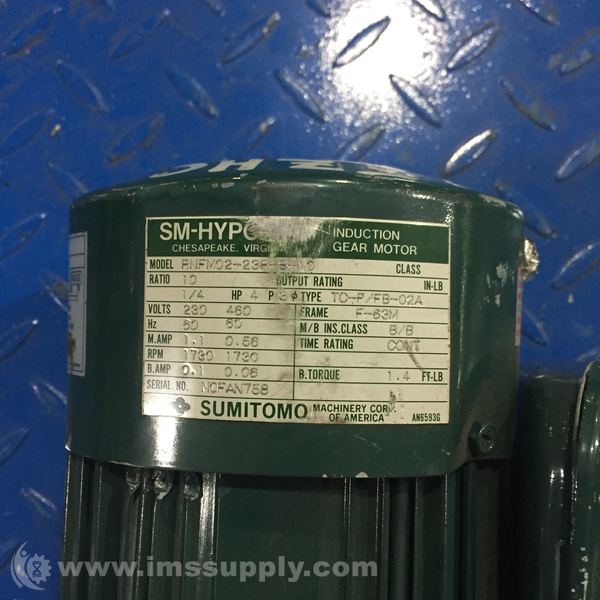 SM-HYPO INDUCTION
CHESAPEAKE, VIRGINIA GEAR MOTOR
MODEL CLASS
RATIO 10 OUTPUT RATING IN-LB
1/4 HP 4 P 3 φ TYPE TC-F/FB-02A
VOLTS 230 460 FRAME F-63M
Hz 60 60 M/B INS.CLASS B/B
M.AMP 1.1 0.56 TIME RATING CONT
RPM 1730 1730
B.AMP 0.1 0.06 B.TORQUE 1.4 FT-LB
SERIAL NO. NOFAN758
SUMITOMO MACHINERY CORP.
OF AMERICA AN6593G
www.imssupply.com